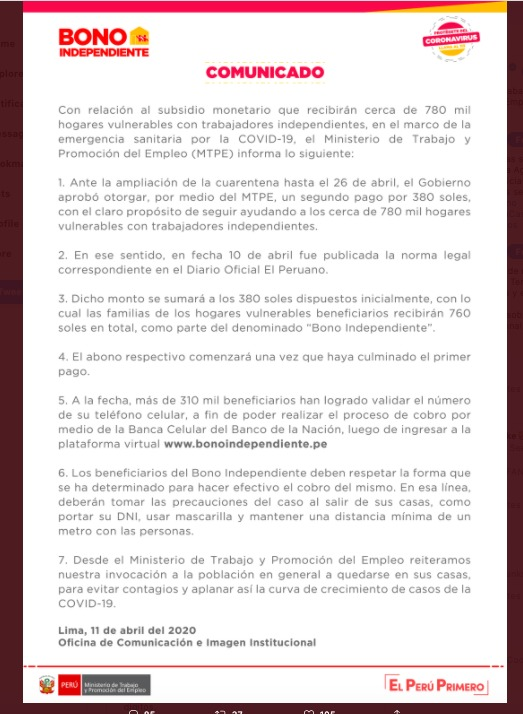 BONO
INDEPENDIENTE
CORONAVIRUS
COMUNICADO
Con relación al subsidio monetario que recibirán cerca de 780 mil
hogares vulnerables con trabajadores independientes, en el marco de la
emergencia sanitaria por la COVID-19, el Ministerio de Trabajo y
Promoción del Empleo (MTPE) informa lo siguiente:
1. Ante la ampliación de la cuarentena hasta el 26 de abril, el Gobierno
aprobó otorgar, por medio del MTPE, un segundo pago por 380 soles,
con el claro propósito de seguir ayudando a los cerca de 780 mil hogares
vulnerables con trabajadores independientes.
2. En ese sentido, en fecha 10 de abril fue publicada la norma legal
correspondiente en el Diario Oficial El Peruano.
3. Dicho monto se sumará a los 380 soles dispuestos inicialmente, con lo
cual las familias de los hogares vulnerables beneficiarios recibirán 760
soles en total, como parte del denominado "Bono Independiente".
4. El abono respectivo comenzará una vez que haya culminado el primer
pago.
5. A la fecha, más de 310 mil beneficiarios han logrado validar el número
de su teléfono celular, a fin de poder realizar el proceso de cobro por
medio de la Banca Celular del Banco de la Nación, luego de ingresar a la
plataforma virtual www.bonoindependiente.pe
6. Los beneficiarios del Bono Independiente deben respetar la forma que
se ha determinado para hacer efectivo el cobro del mismo. En esa línea,
deberán tomar las precauciones del caso al salir de sus casas, como
portar su DNI, usar mascarilla y mantener una distancia mínima de un
metro con las personas.
7. Desde el Ministerio de Trabajo y Promoción del Empleo reiteramos
nuestra invocación a la población en general a quedarse en sus casas,
para evitar contagios y aplanar así la curva de crecimiento de casos de la
COVID-19.
Lima, 11 de abril del 2020
Oficina de Comunicación e Imagen Institucional
PERÚ
Ministerio de Trabajo
y Promoción del Empleo
EL PERÚ PRIMERO